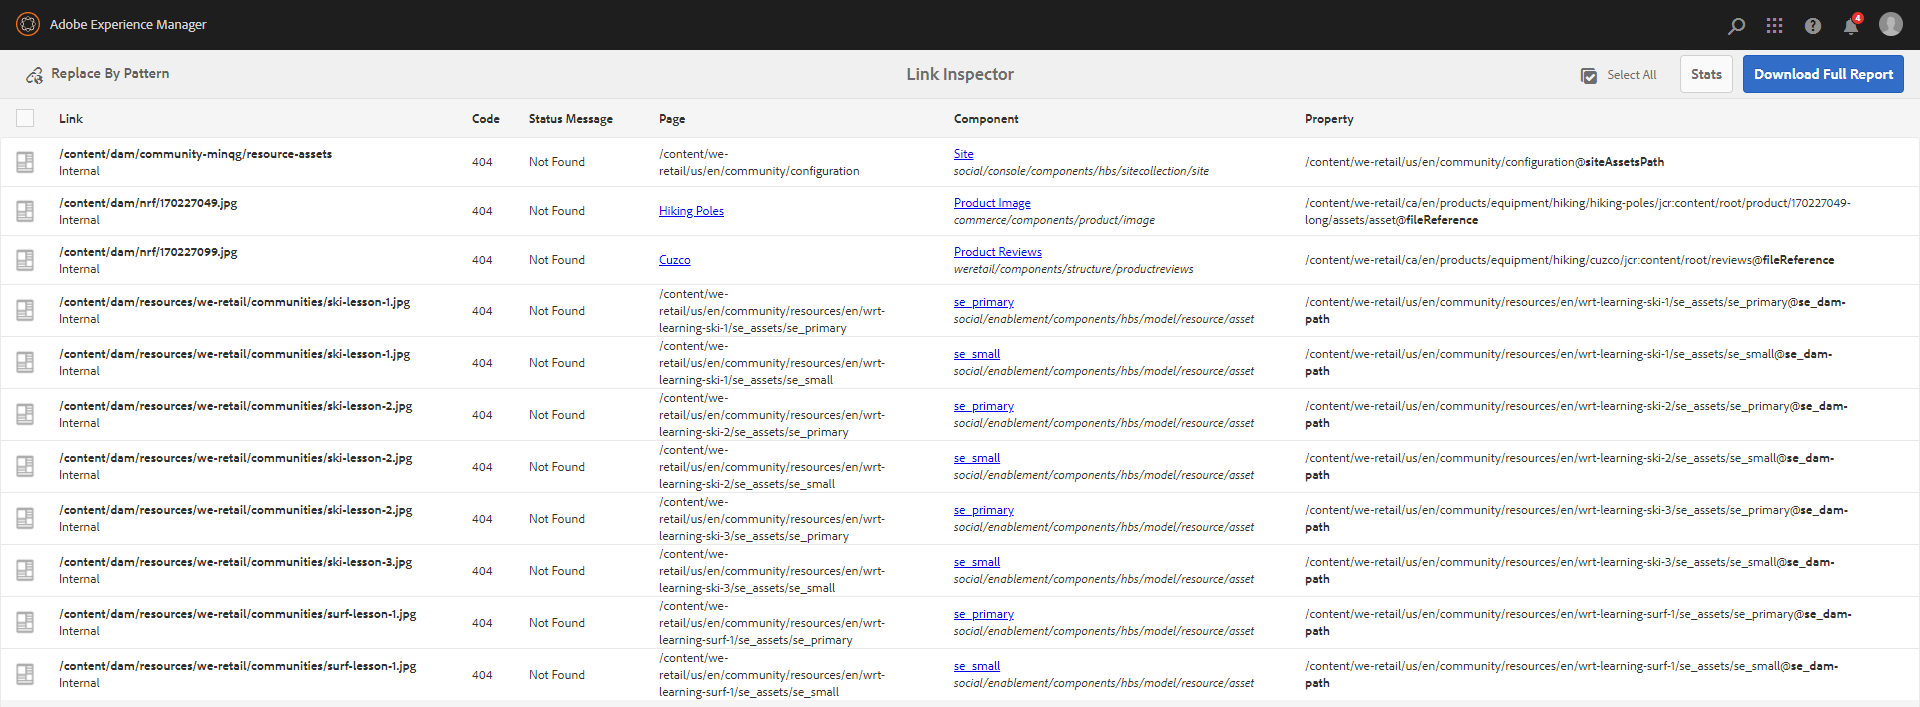 Adobe Experience Manager
4
Replace By Pattern
Link Inspector
Select All
Stats
Download Full Report
Link Code Status Message Page Component Property
/content/dam/community-minqg/resource-assets
Internal
404
Not Found
/content/we-
retail/us/en/community/configuration
Site
social/console/components/hbs/sitecollection/site
/content/we-retail/us/en/community/configuration@siteAssetsPath
/content/dam/nrf/170227049.jpg
Internal
404
Not Found
Hiking Poles
Product Image
commerce/components/product/image
/content/we-retail/ca/en/products/equipment/hiking/hiking-poles/jcr:content/root/product/170227049-
long/assets/asset@fileReference
/content/dam/nrf/170227099.jpg
Internal
404
Not Found
Cuzco
Product Reviews
weretail/components/structure/productreviews
/content/we-retail/ca/en/products/equipment/hiking/cuzco/jcr:content/root/reviews@fileReference
/content/dam/resources/we-retail/communities/ski-lesson-1.jpg
Internal
404
Not Found
/content/we-
retail/us/en/community/resources/en/wrt-
learning-ski-1/se_assets/se_primary
se_primary
social/enablement/components/hbs/model/resource/asset
/content/we-retail/us/en/community/resources/en/wrt-learning-ski-1/se_assets/se_primary@se_dam-
path
/content/dam/resources/we-retail/communities/ski-lesson-1.jpg
Internal
404
Not Found
/content/we-
retail/us/en/community/resources/en/wrt-
learning-ski-1/se_assets/se_small
se_small
social/enablement/components/hbs/model/resource/asset
/content/we-retail/us/en/community/resources/en/wrt-learning-ski-1/se_assets/se_small@se_dam-
path
/content/dam/resources/we-retail/communities/ski-lesson-2.jpg
Internal
404
Not Found
/content/we-
retail/us/en/community/resources/en/wrt-
learning-ski-2/se_assets/se_primary
se_primary
social/enablement/components/hbs/model/resource/asset
/content/we-retail/us/en/community/resources/en/wrt-learning-ski-2/se_assets/se_primary@se_dam-
path
/content/dam/resources/we-retail/communities/ski-lesson-2.jpg
Internal
404
Not Found
/content/we-
retail/us/en/community/resources/en/wrt-
learning-ski-2/se_assets/se_small
se_small
social/enablement/components/hbs/model/resource/asset
/content/we-retail/us/en/community/resources/en/wrt-learning-ski-2/se_assets/se_small@se_dam-
path
/content/dam/resources/we-retail/communities/ski-lesson-2.jpg
Internal
404
Not Found
/content/we-
retail/us/en/community/resources/en/wrt-
learning-ski-3/se_assets/se_primary
se_primary
social/enablement/components/hbs/model/resource/asset
/content/we-retail/us/en/community/resources/en/wrt-learning-ski-3/se_assets/se_primary@se_dam-
path
/content/dam/resources/we-retail/communities/ski-lesson-3.jpg
Internal
404
Not Found
/content/we-
retail/us/en/community/resources/en/wrt-
learning-ski-3/se_assets/se_small
se_small
social/enablement/components/hbs/model/resource/asset
/content/we-retail/us/en/community/resources/en/wrt-learning-ski-3/se_assets/se_small@se_dam-
path
/content/dam/resources/we-retail/communities/surf-lesson-1.jpg
Internal
404
Not Found
/content/we-
retail/us/en/community/resources/en/wrt-
learning-surf-1/se_assets/se_primary
se_primary
social/enablement/components/hbs/model/resource/asset
/content/we-retail/us/en/community/resources/en/wrt-learning-surf-1/se_assets/se_primary@se_dam-
path
/content/dam/resources/we-retail/communities/surf-lesson-1.jpg
Internal
404
Not Found
/content/we-
retail/us/en/community/resources/en/wrt-
learning-surf-1/se_assets/se_small
se_small
social/enablement/components/hbs/model/resource/asset
/content/we-retail/us/en/community/resources/en/wrt-learning-surf-1/se_assets/se_small@se_dam-
path